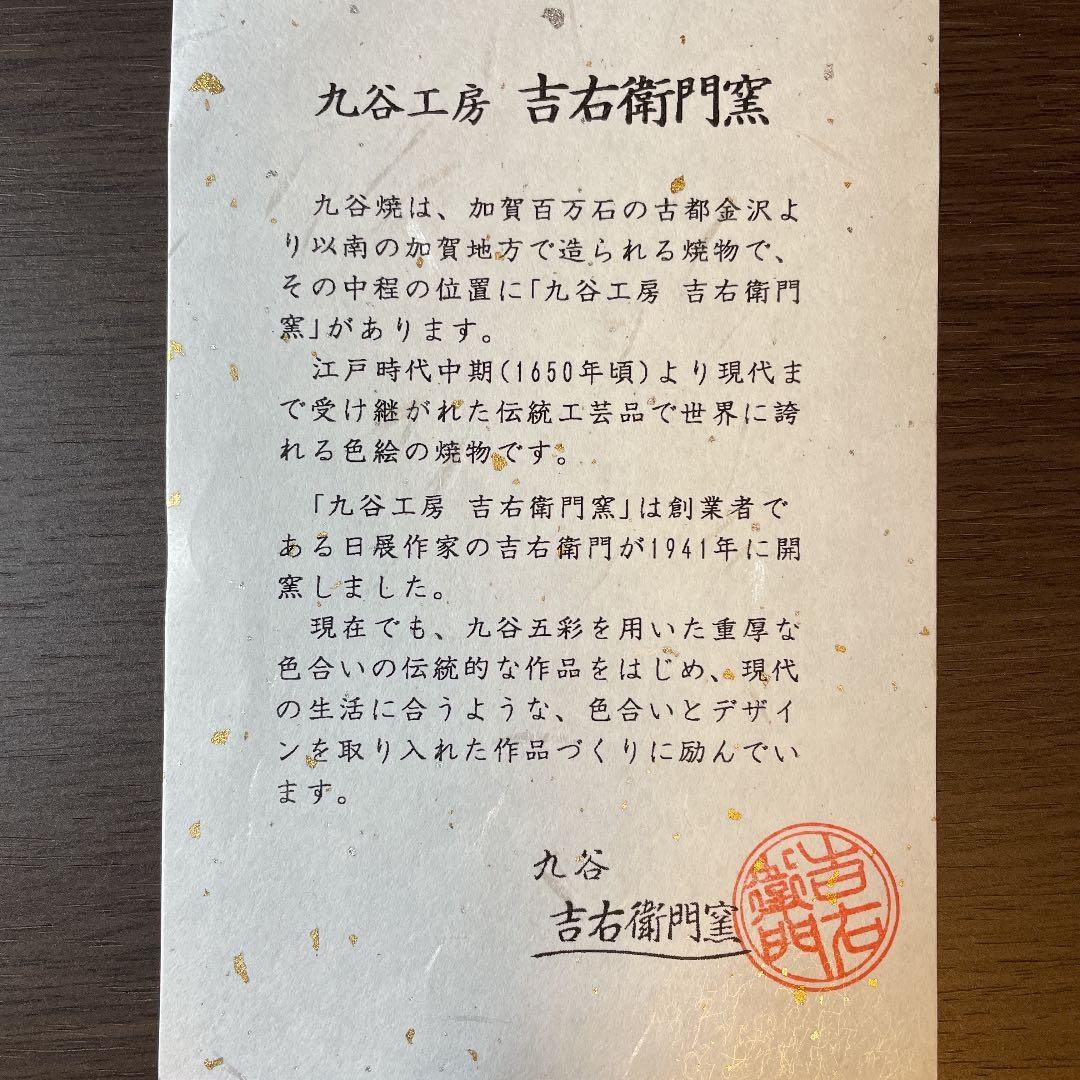 九谷工房 吉右衛門窯
九谷焼は、加賀百万石の古都金沢よ
り以南の加賀地方で造られる焼物で、
その中程の位置に「九谷工房 吉右衛門
窯」があります。
江戸時代中期(1650年頃)より現代ま
で受け継がれた伝統工芸品で世界に誇
れる色絵の焼物です。
「九谷工房 吉右衛門窯」は創業者で
ある日展作家の吉右衛門が1941年に開
窯しました。
現在でも、九谷五彩を用いた重厚な
色合いの伝統的な作品をはじめ、現代
の生活に合うような、色合いとデザイ
ンを取り入れた作品づくりに励んでい
ます。
九谷
吉右衛門窯
吉右
衛門